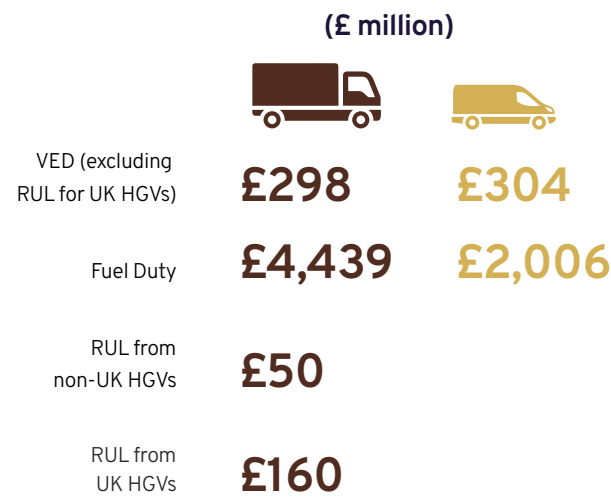 (£ million)
VED (excluding
RUL for UK HGVs)
£298
£304
Fuel Duty
£4,439
£2,006
RUL from
non-UK HGVs
£50
RUL from
UK HGVs
£160